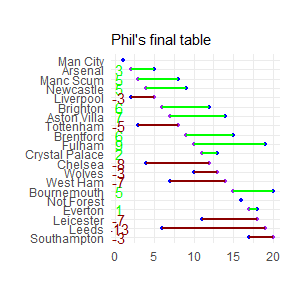 Phil's final table
Man City
Arsenal 3
Manc Scum 5
Newcastle 5
Liverpool -3
Brighton 6
Aston Villa 7
Tottenham -5
Brentford 6
Fulham 9
Crystal Palace 2
Chelsea -8
Wolves -3
West Ham -7
Bournemouth 5
Not Forest
Everton 1
Leicester -7
Leeds -13
Southampton -3
0 5 10 15 20